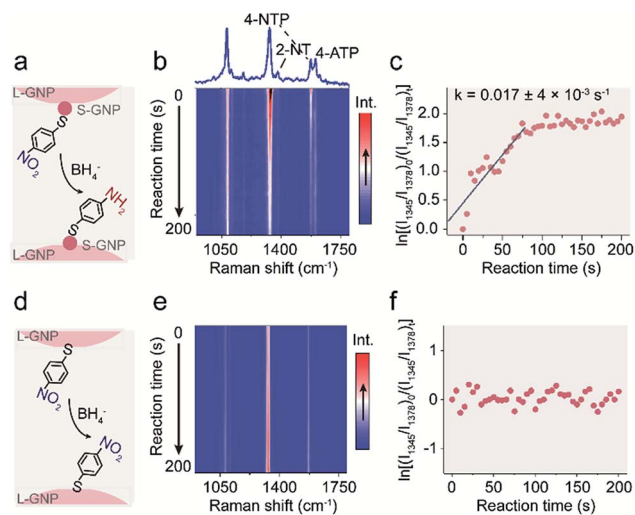 a
L-GNP
S-GNP
S
NO2
BH4-
NH2
S
S-GNP
L-GNP
b
4-NTP
2-NT
4-ATP
Reaction time (s)
0
200
Int.
1050 1400 1750
Raman shift (cm-1)
c
k = 0.017 ± 4 × 10-3 s-1
ln[(I1345/I1378)0/(I1345/I1378)t]
2.0
1.5
1.0
0.5
0.0
0 50 100 150 200
Reaction time (s)
d
L-GNP
S
NO2
BH4-
NO2
S
L-GNP
e
Reaction time (s)
0
200
Int.
1050 1400 1750
Raman shift (cm-1)
f
ln[(I1345/I1378)0/(I1345/I1378)t]
1
0
-1
0 50 100 150 200
Reaction time (s)